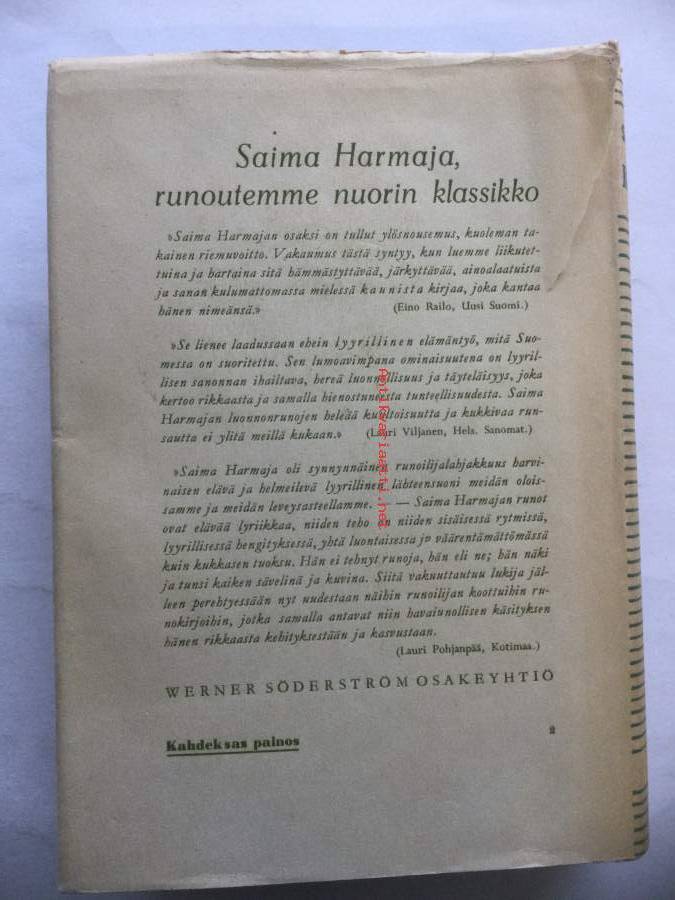 Saima Harmaja,
runoutemme nuorin klassikko
»Saima Harmajan osaksi on tullut ylösnousemus, kuoleman ta-
kainen riemuvoitto. Vakaumus tästä syntyy, kun luemme liikutet-
tuina ja hartaina sitä hämmästyttävää, järkyttävää, ainoalaatuista
ja sanan kulumattomassa mielessä kaunista kirjaa, joka kantaa
hänen nimeänsä.» (Eino Railo, Uusi Suomi.)
»Se lienee laadussaan ehein lyyrillinen elämäntyö, mitä Suo-
messa on suoritettu. Sen lumoavimpana ominaisuutena on lyyril-
lisen sanonnan ihailtava, hereä luonnollisuus ja täyteläisyys, joka
kertoo rikkaasta ja samalla hienostuneesta tunteellisuudesta. Saima
Harmajan luonnonrunojen heleää kuultoisuutta ja kukkivaa run-
sautta ei ylitä meillä kukaan.» (Lauri Viljanen, Hels. Sanomat.)
»Saima Harmaja oli synnynnäinen runoilijalahjakkuus harvi-
naisen elävä ja helmeilevä lyyrillinen lähteensuoni meidän olois-
samme ja meidän leveysasteellamme. — — Saima Harmajan runot
ovat elävää lyriikkaa, niiden teho on niiden sisäisessä rytmissä,
lyyrillisessä hengityksessä, yhtä luontaisessa ja väärentämättömässä
kuin kukkasen tuoksu. Hän ei tehnyt runoja, hän eli ne; hän näki
ja tunsi kaiken sävelinä ja kuvina. Siitä vakuuttautuu lukija jäl-
leen perehtyessään nyt uudestaan näihin runoilijan koottuihin ru-
nokirjoihin, jotka samalla antavat niin havainnollisen käsityksen
hänen rikkaasta kehityksestään ja kasvustaan.
(Lauri Pohjanpää, Kotimaa.)
WERNER SÖDERSTRÖM OSAKEYHTIÖ
Kahdeksas painos 2
Antikvariaatti.net